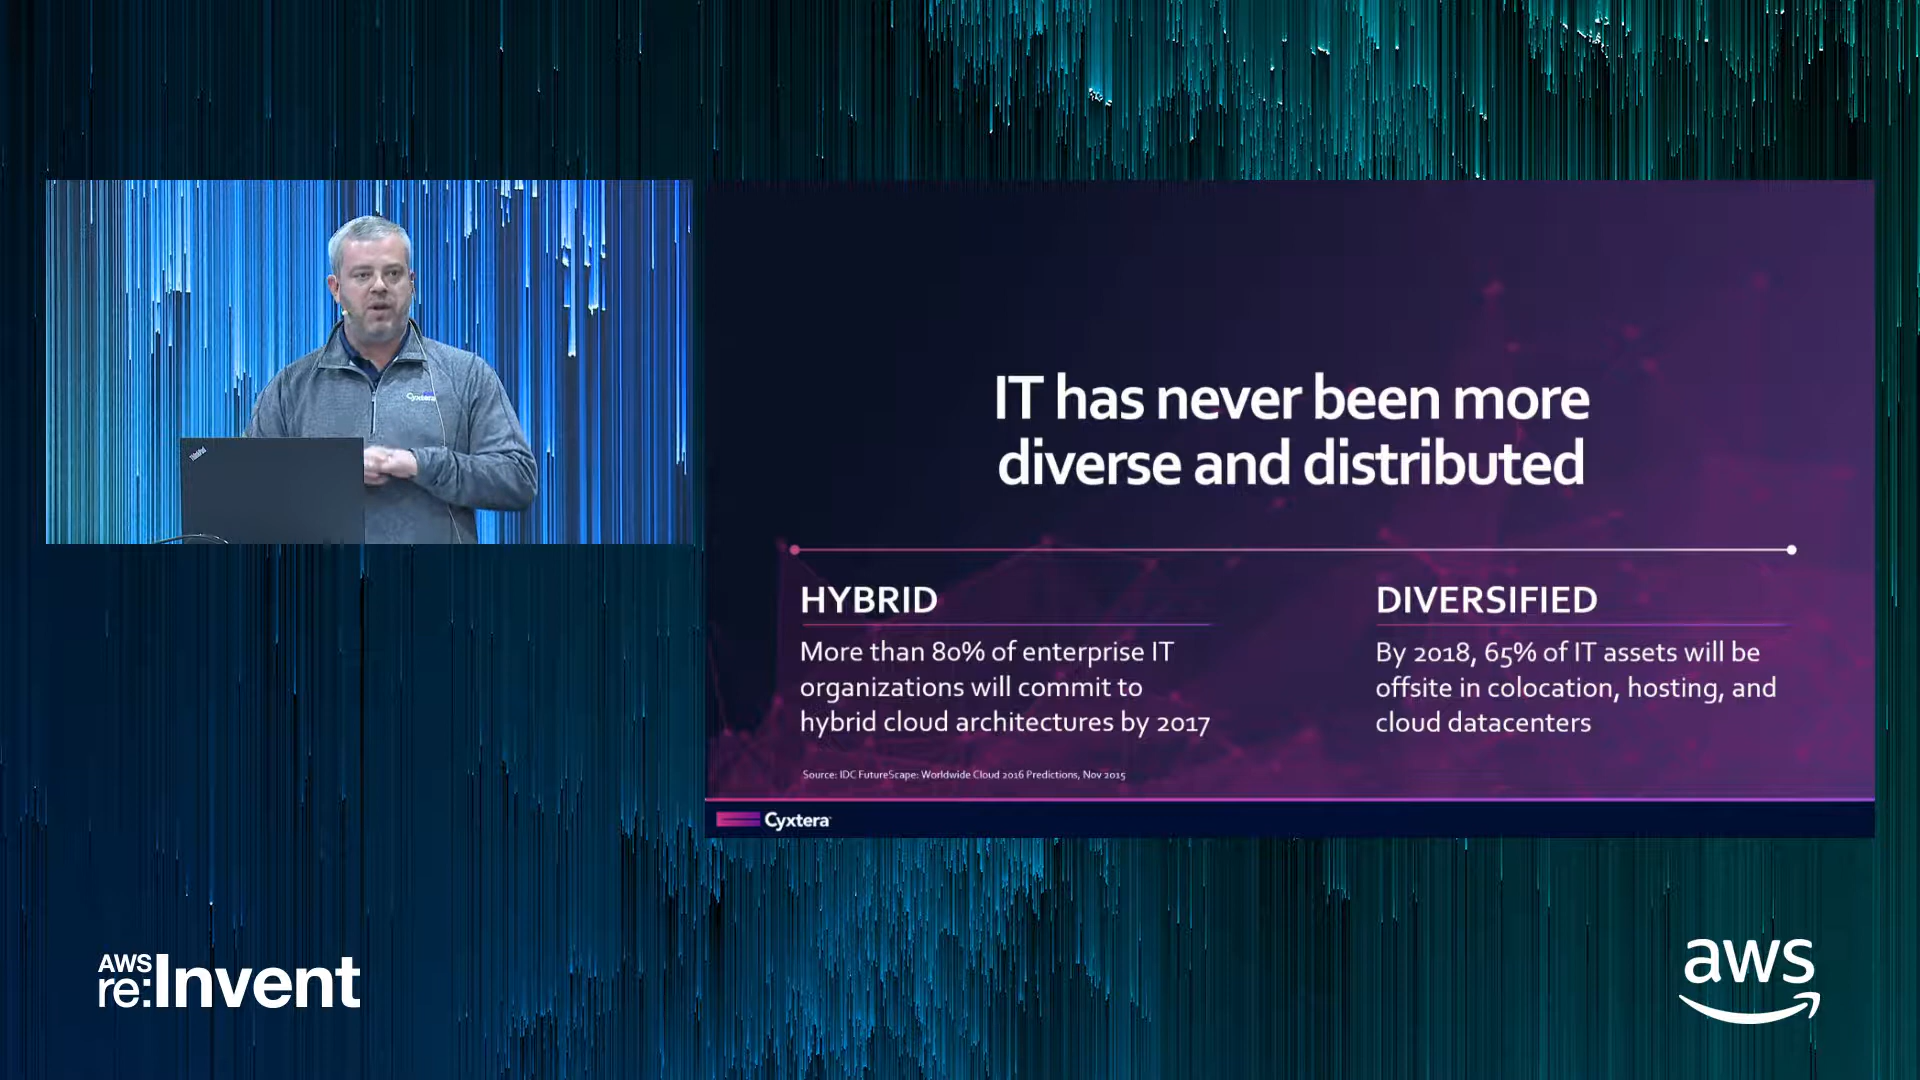 Cyxtera
ThinkPad
IT has never been more
diverse and distributed
HYBRID
More than 80% of enterprise IT
organizations will commit to
hybrid cloud architectures by 2017
DIVERSIFIED
By 2018, 65% of IT assets will be
offsite in colocation, hosting, and
cloud datacenters
Source: IDC FutureScape: Worldwide Cloud 2016 Predictions, Nov 2015
Cyxtera
AWS
re:Invent
aws